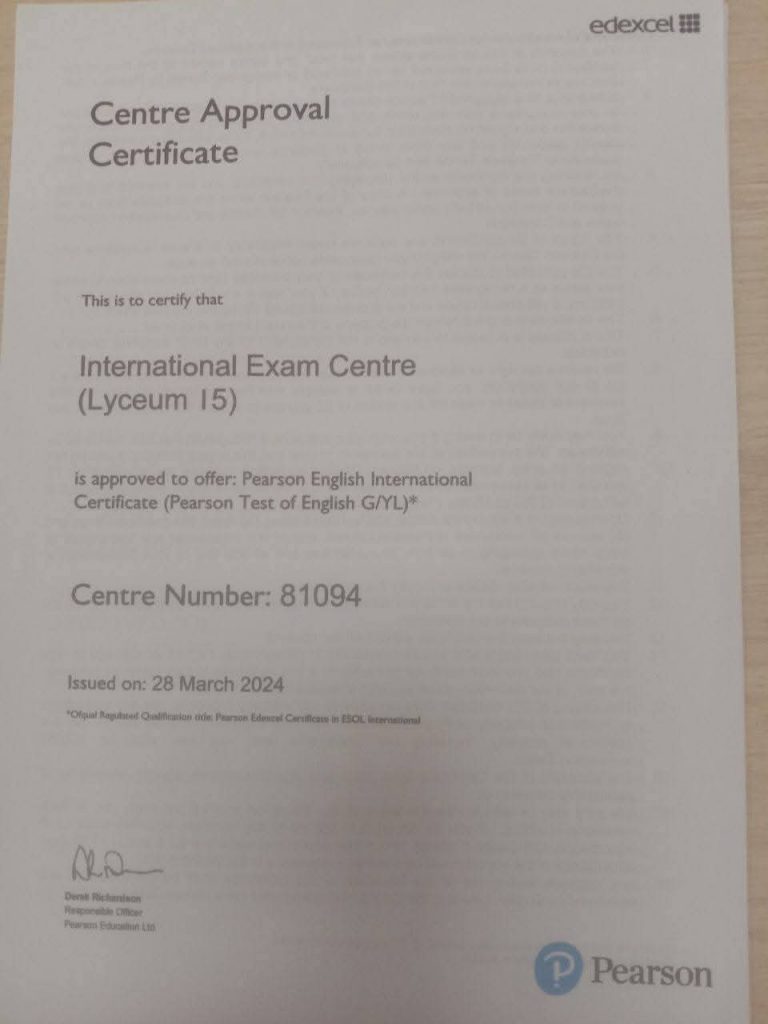 edexcel
Centre Approval
Certificate
This is to certify that
International Exam Centre
(Lyceum 15)
is approved to offer: Pearson English International
Certificate (Pearson Test of English G/YL)*
Centre Number: 81094
Issued on: 28 March 2024
*Ofqual Regulated Qualification title: Pearson Edexcel Certificate in ESOL International
Derek Richardson
Responsible Officer
Pearson Education Ltd
Pearson